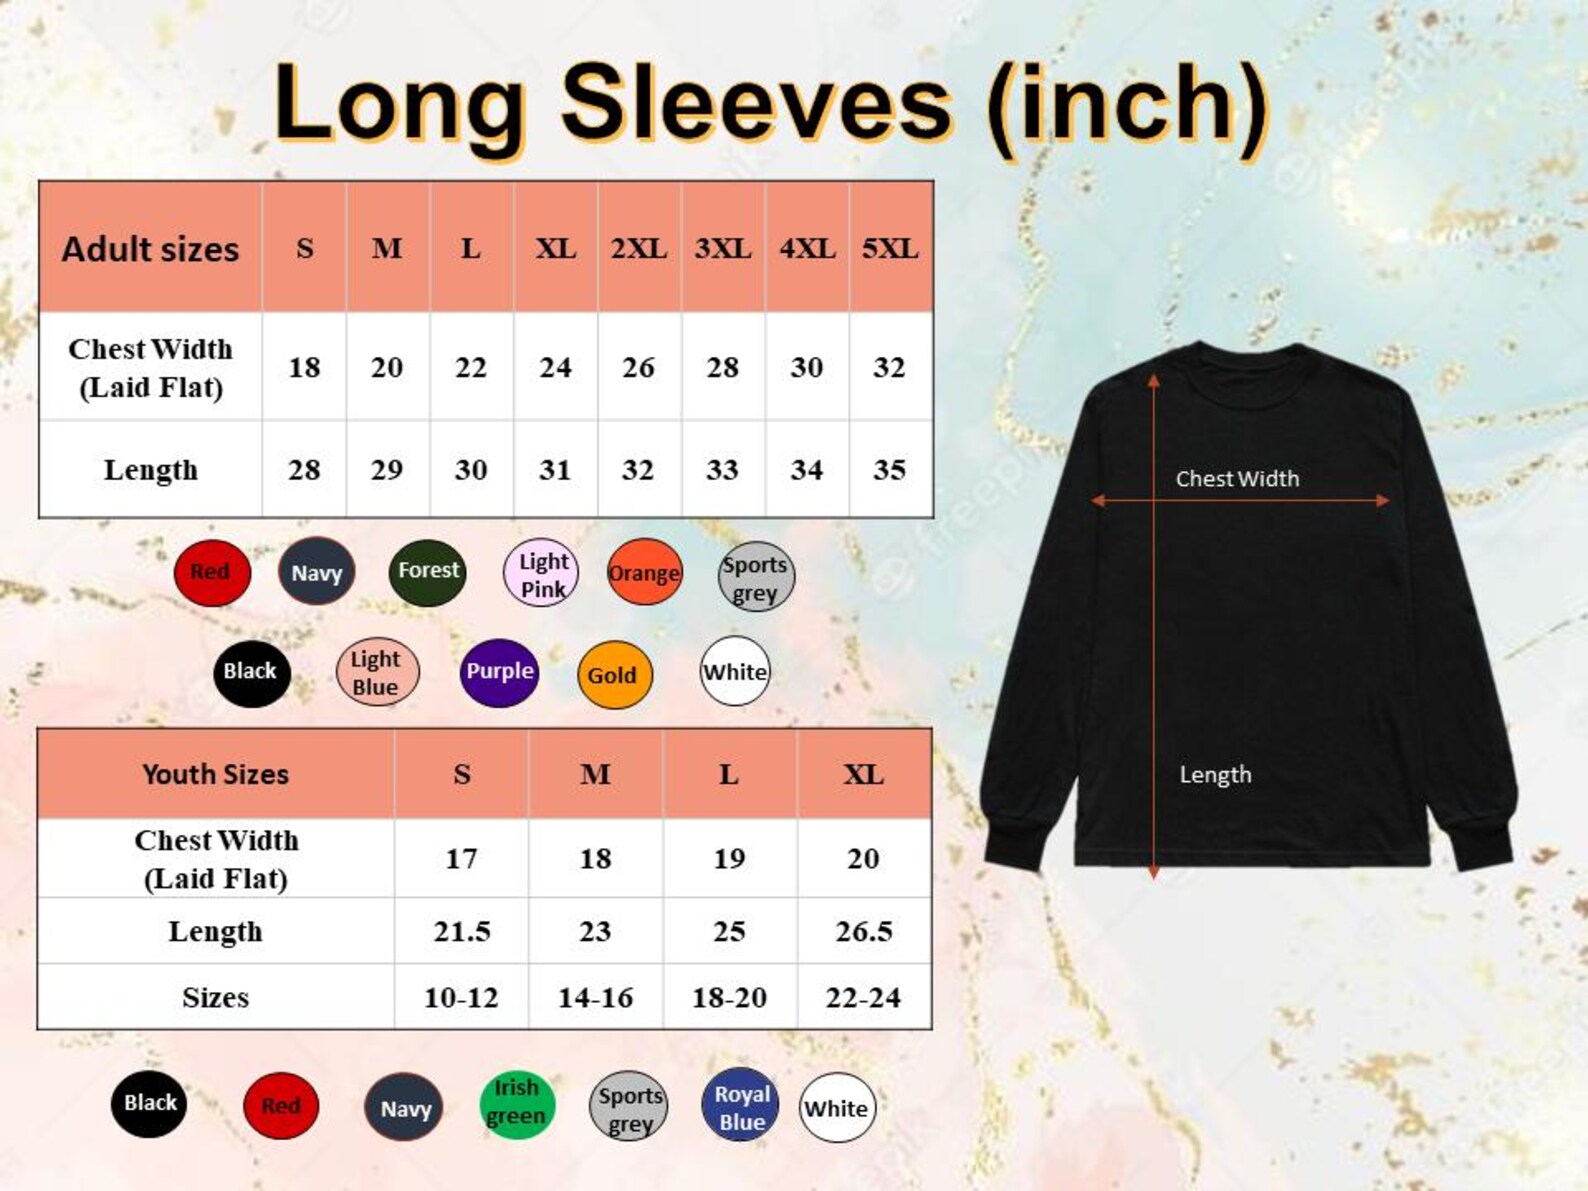 Long Sleeves (inch)
Adult sizes S M L XL 2XL 3XL 4XL 5XL
Chest Width
(Laid Flat)
18 20 22 24 26 28 30 32
Length 28 29 30 31 32 33 34 35
Red
Navy
Forest
Light
Pink
Orange
Sports
grey
Black
Light
Blue
Purple
Gold
White
Youth Sizes S M L XL
Chest Width
(Laid Flat)
17 18 19 20
Length 21.5 23 25 26.5
Sizes 10-12 14-16 18-20 22-24
Black
Red
Navy
Irish
green
Sports
grey
Royal
Blue
White
Chest Width
Length
freepik